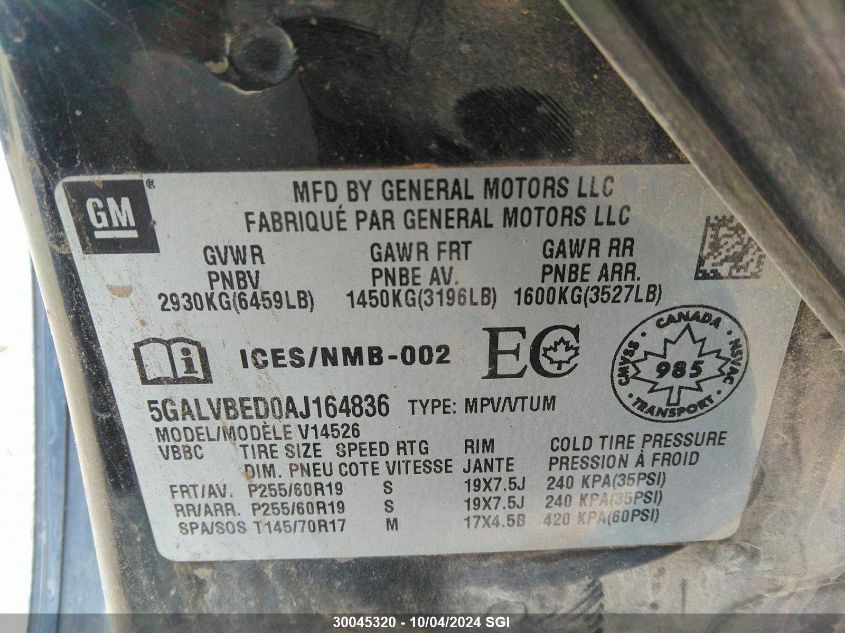 GM
MFD BY GENERAL MOTORS LLC
FABRIQUÉ PAR GENERAL MOTORS LLC
GVWR GAWR FRT GAWR RR
PNBV PNBE AV. PNBE ARR.
2930KG(6459LB) 1450KG(3196LB) 1600KG(3527LB)
ICES/NMB-002 EC
CANADA
CMVSS 985 NSVAC
TRANSPORT
5GALVBED0AJ164836 TYPE: MPV/VTUM
MODEL/MODÈLE V14526
VBBC TIRE SIZE SPEED RTG RIM COLD TIRE PRESSURE
DIM. PNEU COTE VITESSE JANTE PRESSION À FROID
FRT/AV. P255/60R19 S 19X7.5J 240 KPA(35PSI)
RR/ARR. P255/60R19 S 19X7.5J 240 KPA(35PSI)
SPA/SOS T145/70R17 M 17X4.5B 420 KPA(60PSI)
30045320 - 10/04/2024 SGI